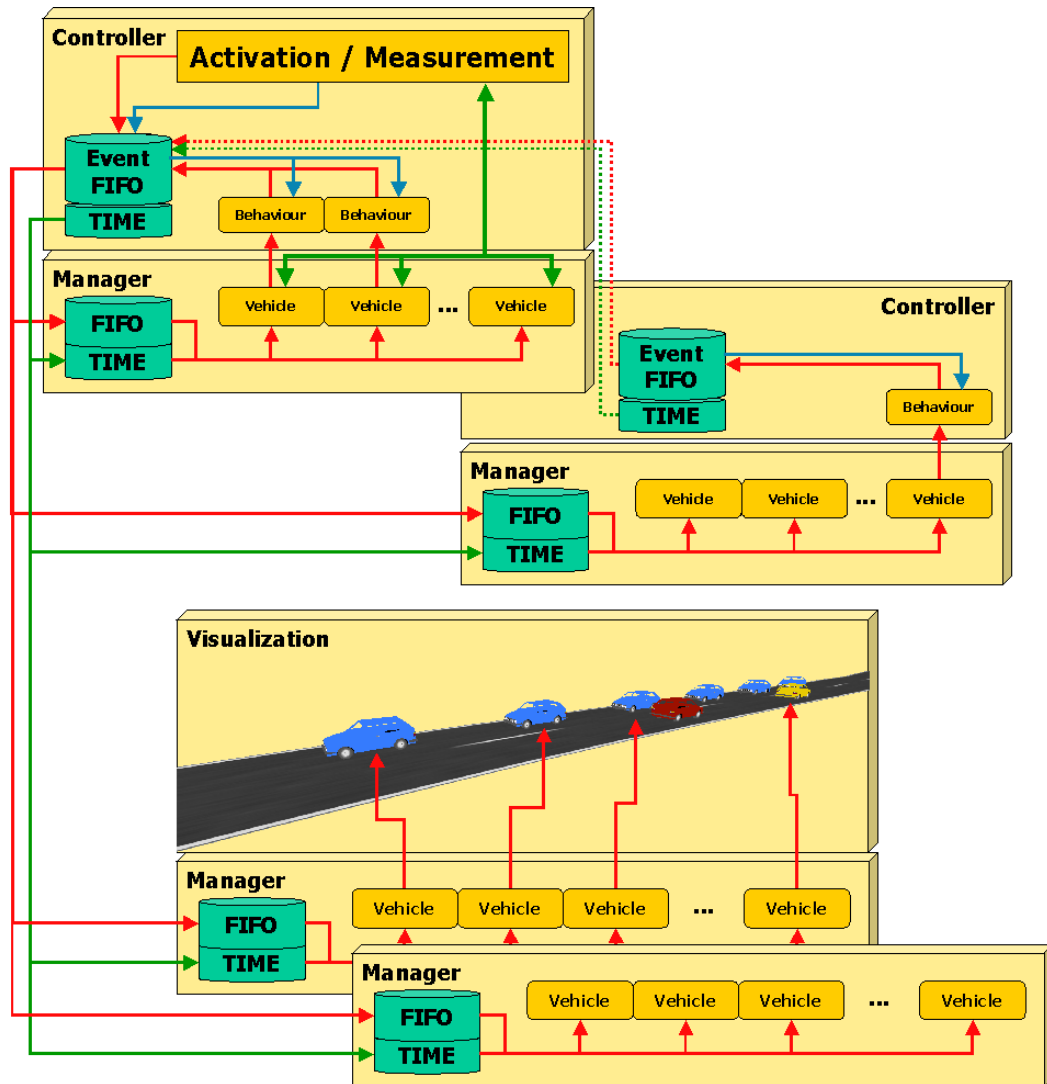 Controller
Activation / Measurement
Event
FIFO
TIME
Behaviour
Behaviour
Manager
FIFO
TIME
Vehicle
Vehicle
...
Vehicle
Controller
Event
FIFO
TIME
Behaviour
Manager
FIFO
TIME
Vehicle
Vehicle
...
Vehicle
Visualization
Manager
FIFO
TIME
Vehicle
Vehicle
Vehicle
...
Vehicle
Manager
FIFO
TIME
Vehicle
Vehicle
Vehicle
...
Vehicle